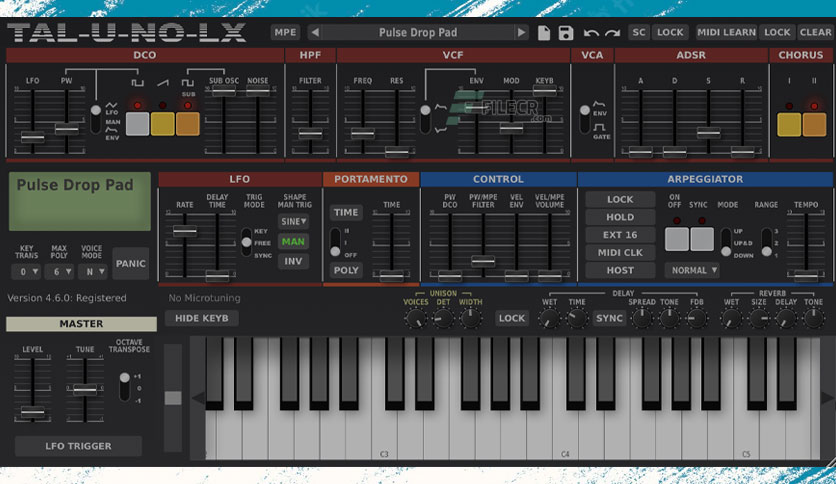 TAL-U-NO-LX
MPE Pulse Drop Pad SC LOCK MIDI LEARN LOCK CLEAR
DCO HPF VCF VCA ADSR CHORUS
LFO PW SUB OSC NOISE FILTER FREQ RES ENV MOD KEYB A D S R I II
SUB
LFO
MAN
ENV
ENV
GATE
FILECR
.com
Pulse Drop Pad
LFO PORTAMENTO CONTROL ARPEGGIATOR
RATE DELAY TIME TRIG MODE SHAPE MAN TRIG
SINE
MAN
INV
KEY
FREE
SYNC
TIME TIME
II
I
OFF
POLY
PW DCO PW/MPE FILTER VEL ENV VEL/MPE VOLUME
LOCK
HOLD
EXT 16
MIDI CLK
HOST
ON OFF SYNC MODE RANGE TEMPO
UP
UP&D
DOWN
3
2
1
NORMAL
KEY TRANS MAX POLY VOICE MODE
0 6 N PANIC
Version 4.6.0: Registered No Microtuning
HIDE KEYB
UNISON DELAY REVERB
VOICES DET WIDTH WET TIME SPREAD TONE FDB WET SIZE DELAY TONE
LOCK SYNC
MASTER
LEVEL TUNE OCTAVE TRANSPOSE
+1
0
-1
LFO TRIGGER
C3 C4 C5